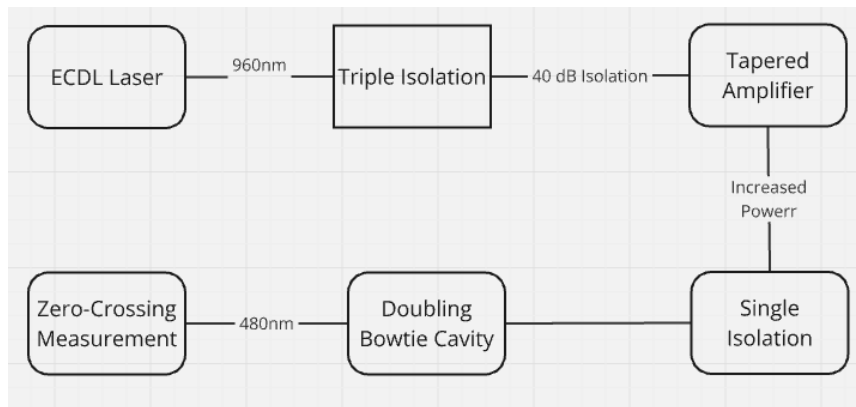 ECDL Laser
960nm
Triple Isolation
40 dB Isolation
Tapered
Amplifier
Increased
Powerr
Zero-Crossing
Measurement
480nm
Doubling
Bowtie Cavity
Single
Isolation